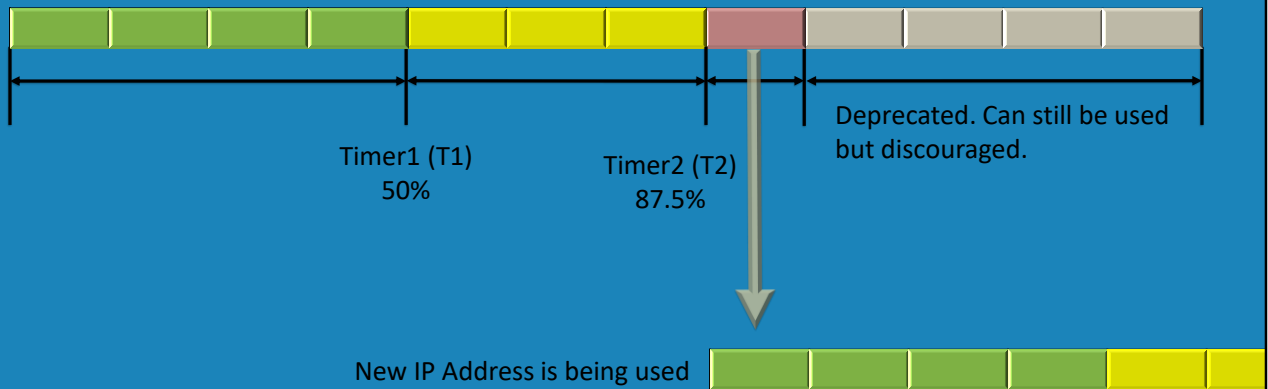 Deprecated. Can still be used
but discouraged.
Timer1 (T1)
50%
Timer2 (T2)
87.5%
New IP Address is being used